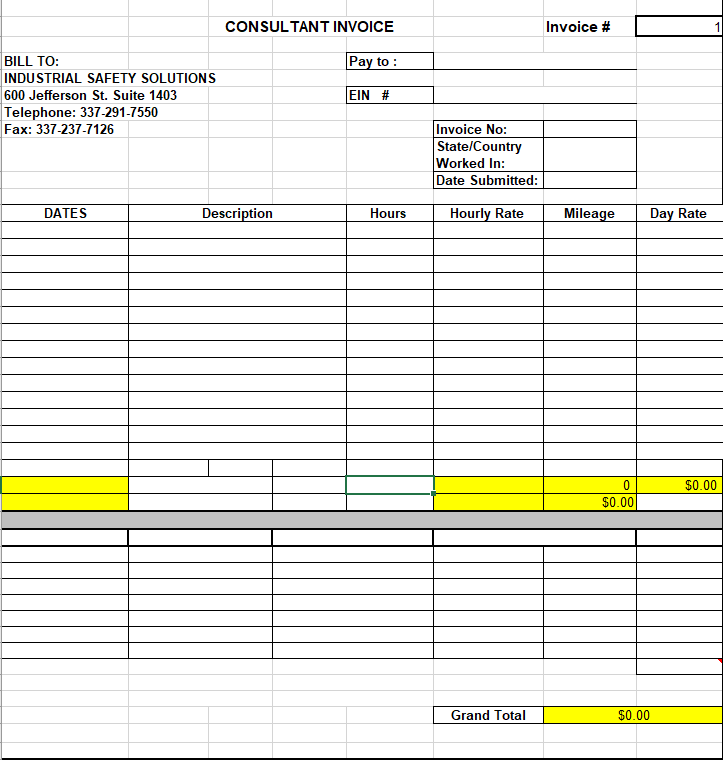 CONSULTANT INVOICE Invoice # 1
BILL TO: Pay to :
INDUSTRIAL SAFETY SOLUTIONS
600 Jefferson St. Suite 1403 EIN #
Telephone: 337-291-7550
Fax: 337-237-7126 Invoice No:
State/Country
Worked In:
Date Submitted:
DATES Description Hours Hourly Rate Mileage Day Rate
0 $0.00
$0.00
Grand Total $0.00